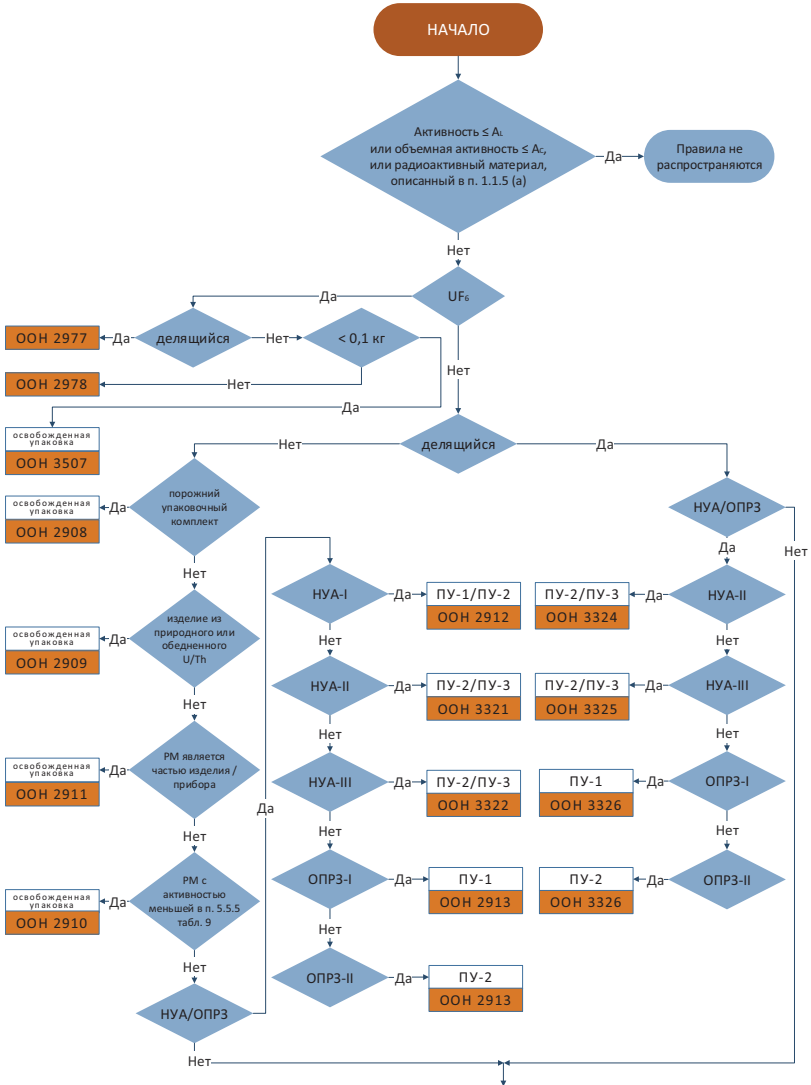 НАЧАЛО
Активность ≤ AL
или объемная активность ≤ AC,
или радиоактивный материал,
описанный в п. 1.1.5 (а)
Да
Правила не
распространяются
Нет
UF6
Да
ООН 2977
Да
делящийся
Нет
< 0,1 кг
Нет
ООН 2978
Нет
Да
освобожденная
упаковка
ООН 3507
Нет
делящийся
Да
освобожденная
упаковка
ООН 2908
Да
порожний
упаковочный
комплект
НУА/ОПРЗ
Да
Нет
Нет
НУА-I
Да
ПУ-1/ПУ-2
ООН 2912
ПУ-2/ПУ-3
ООН 3324
Да
НУА-II
освобожденная
упаковка
ООН 2909
Да
изделие из
природного или
обедненного
U/Th
Нет
Нет
НУА-II
Да
ПУ-2/ПУ-3
ООН 3321
ПУ-2/ПУ-3
ООН 3325
Да
НУА-III
Нет
Нет
Нет
освобожденная
упаковка
ООН 2911
Да
РМ является
частью изделия /
прибора
Да
НУА-III
Да
ПУ-2/ПУ-3
ООН 3322
ПУ-1
ООН 3326
Да
ОПРЗ-I
Нет
Нет
Нет
освобожденная
упаковка
ООН 2910
Да
РМ с
активностью
меньшей в п. 5.5.5
табл. 9
ОПРЗ-I
Да
ПУ-1
ООН 2913
ПУ-2
ООН 3326
Да
ОПРЗ-II
Нет
Нет
ОПРЗ-II
Да
ПУ-2
ООН 2913
НУА/ОПРЗ
Нет